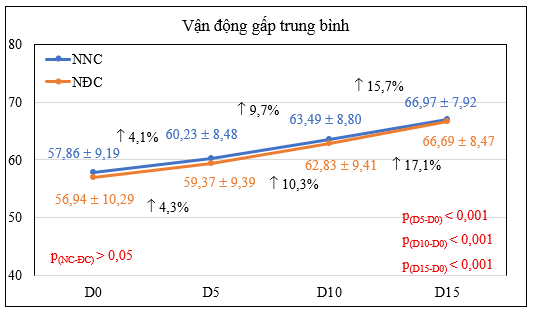 Vận động gấp trung bình
80
70
60
50
40
NNC
NĐC
57,86 ± 9,19
60,23 ± 8,48
63,49 ± 8,80
66,97 ± 7,92
↑ 4,1%
↑ 9,7%
↑ 15,7%
56,94 ± 10,29
59,37 ± 9,39
62,83 ± 9,41
66,69 ± 8,47
↑ 4,3%
↑ 10,3%
↑ 17,1%
p(NC-ĐC) > 0,05
p(D5-D0) < 0,001
p(D10-D0) < 0,001
p(D15-D0) < 0,001
D0 D5 D10 D15